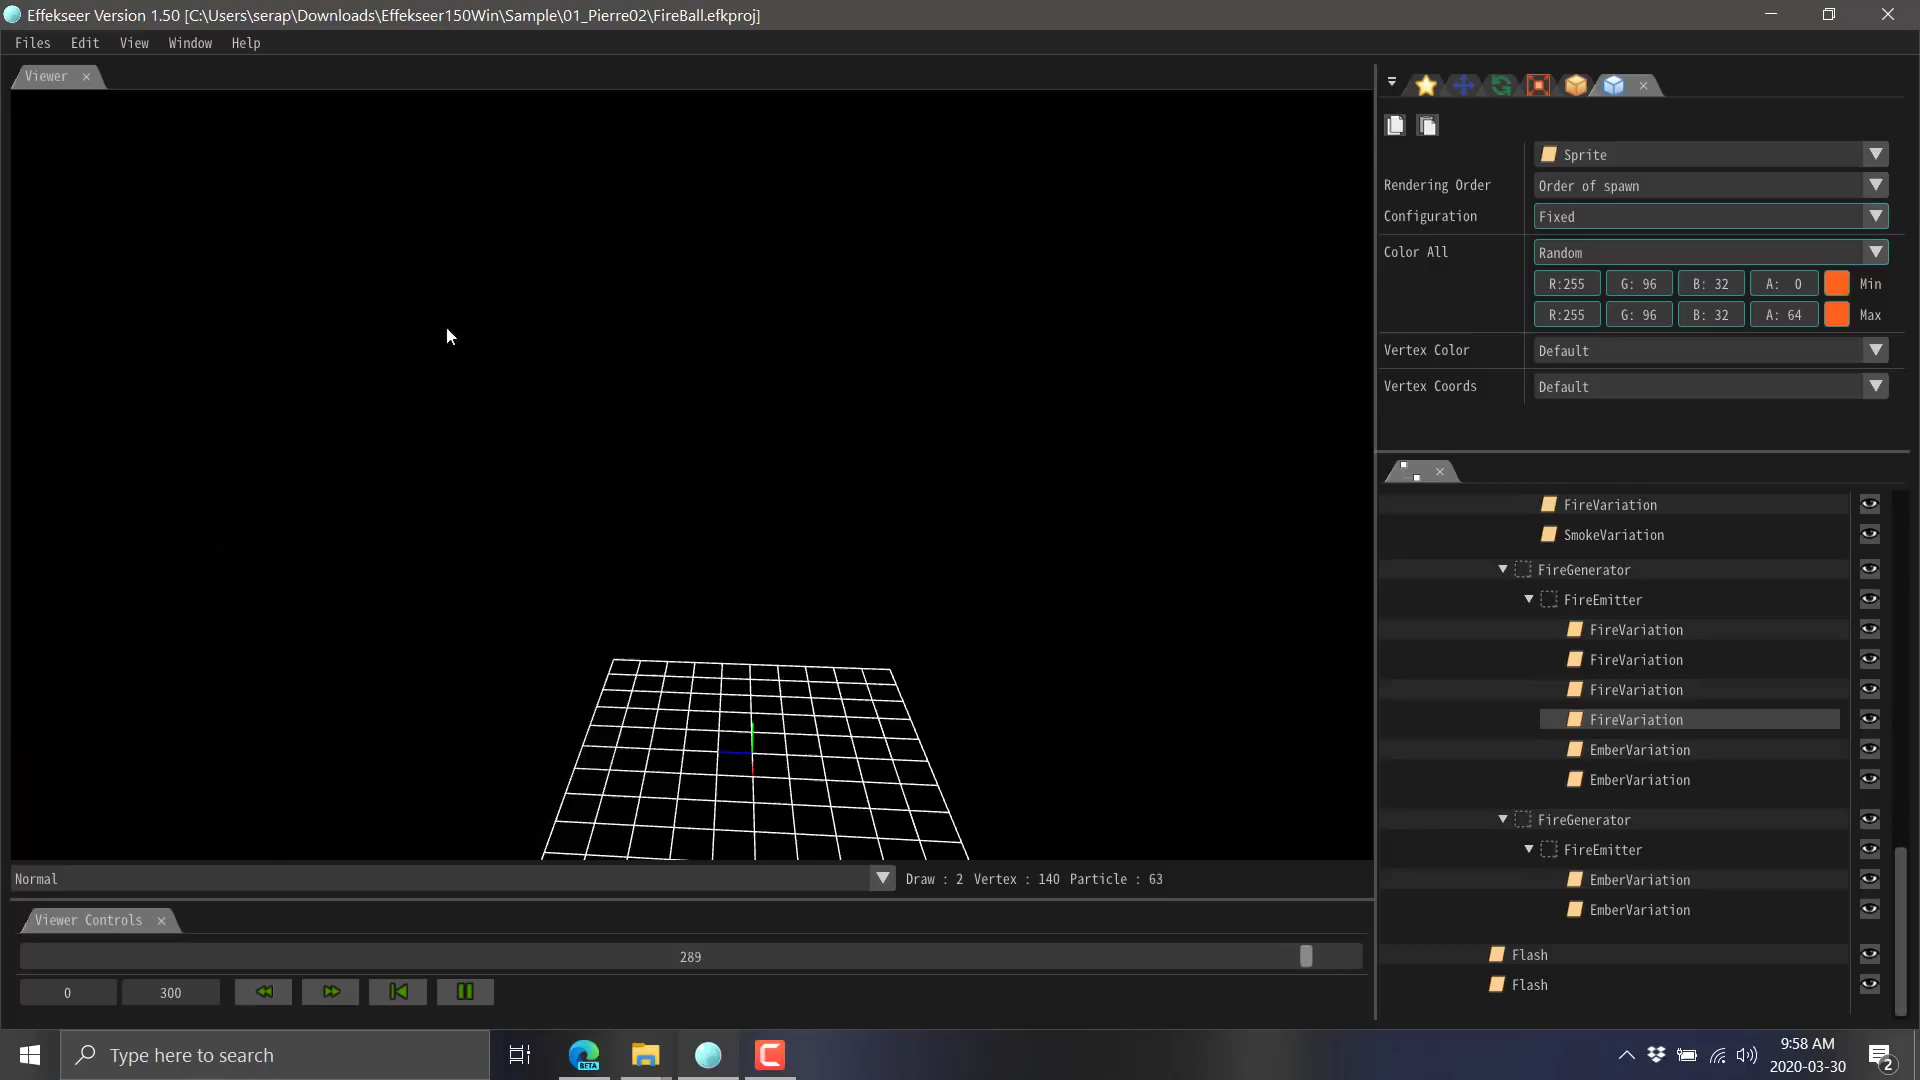 Effekseer Version 1.50 [C:\Users\serap\Downloads\Effekseer150Win\Sample\01_Pierre02\FireBall.efkproj]
Files Edit View Window Help
Viewer
Sprite
Rendering Order Order of spawn
Configuration Fixed
Color All Random
R:255 G: 96 B: 32 A: 0 Min
R:255 G: 96 B: 32 A: 64 Max
Vertex Color Default
Vertex Coords Default
FireVariation
SmokeVariation
FireGenerator
FireEmitter
FireVariation
FireVariation
FireVariation
FireVariation
EmberVariation
EmberVariation
FireGenerator
FireEmitter
EmberVariation
EmberVariation
Flash
Flash
Normal Draw : 2 Vertex : 140 Particle : 63
Viewer Controls
289
0 300
Type here to search
BETA
9:58 AM
2020-03-30
2